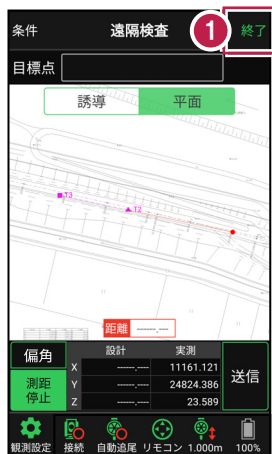 条件 遠隔検査 1 終了
目標点
誘導 平面
T3
T2
距離 -----.---
偏角 設計 実測
測距停止 X -----.--- 11161.121 送信
Y -----.--- 24824.386
Z -----.--- 23.589
観測設定 接続 自動追尾 リモコン 1.000m 100%